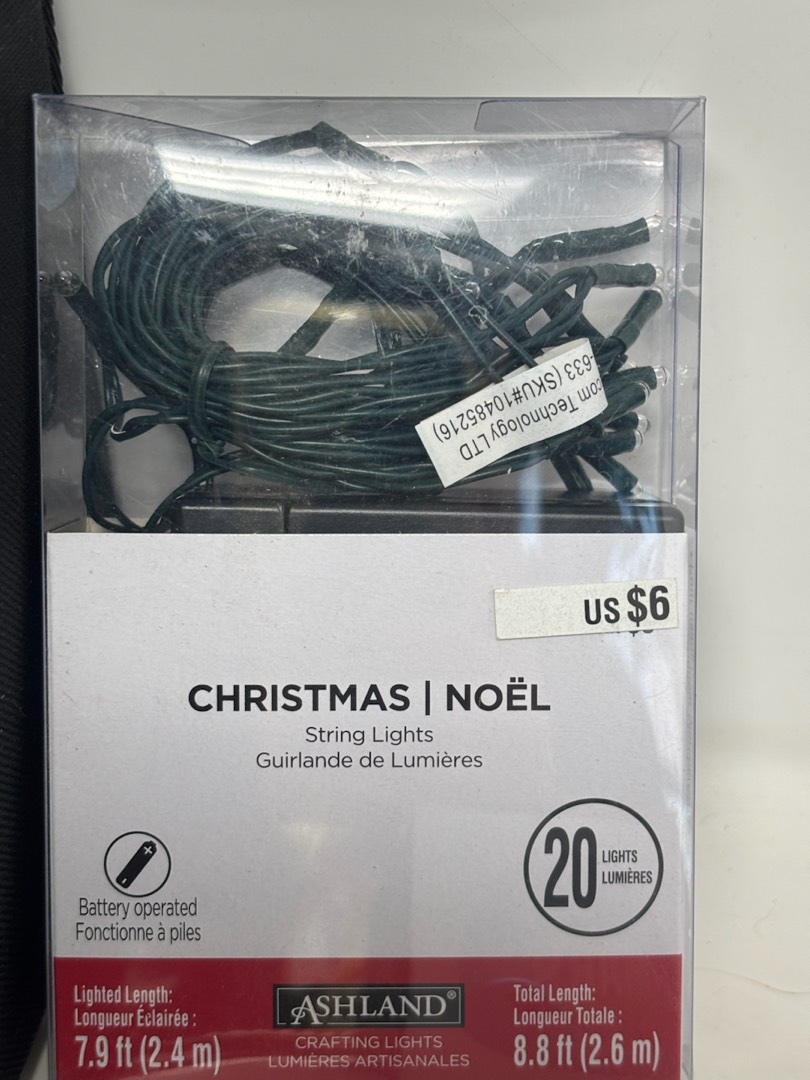 com Technology LTD
-633 (SKU#10485216)
US $6
CHRISTMAS | NOËL
String Lights
Guirlande de Lumières
20 LIGHTS
LUMIÈRES
Battery operated
Fonctionne à piles
Lighted Length:
Longueur Éclairée :
7.9 ft (2.4 m)
ASHLAND®
CRAFTING LIGHTS
LUMIÈRES ARTISANALES
Total Length:
Longueur Totale :
8.8 ft (2.6 m)